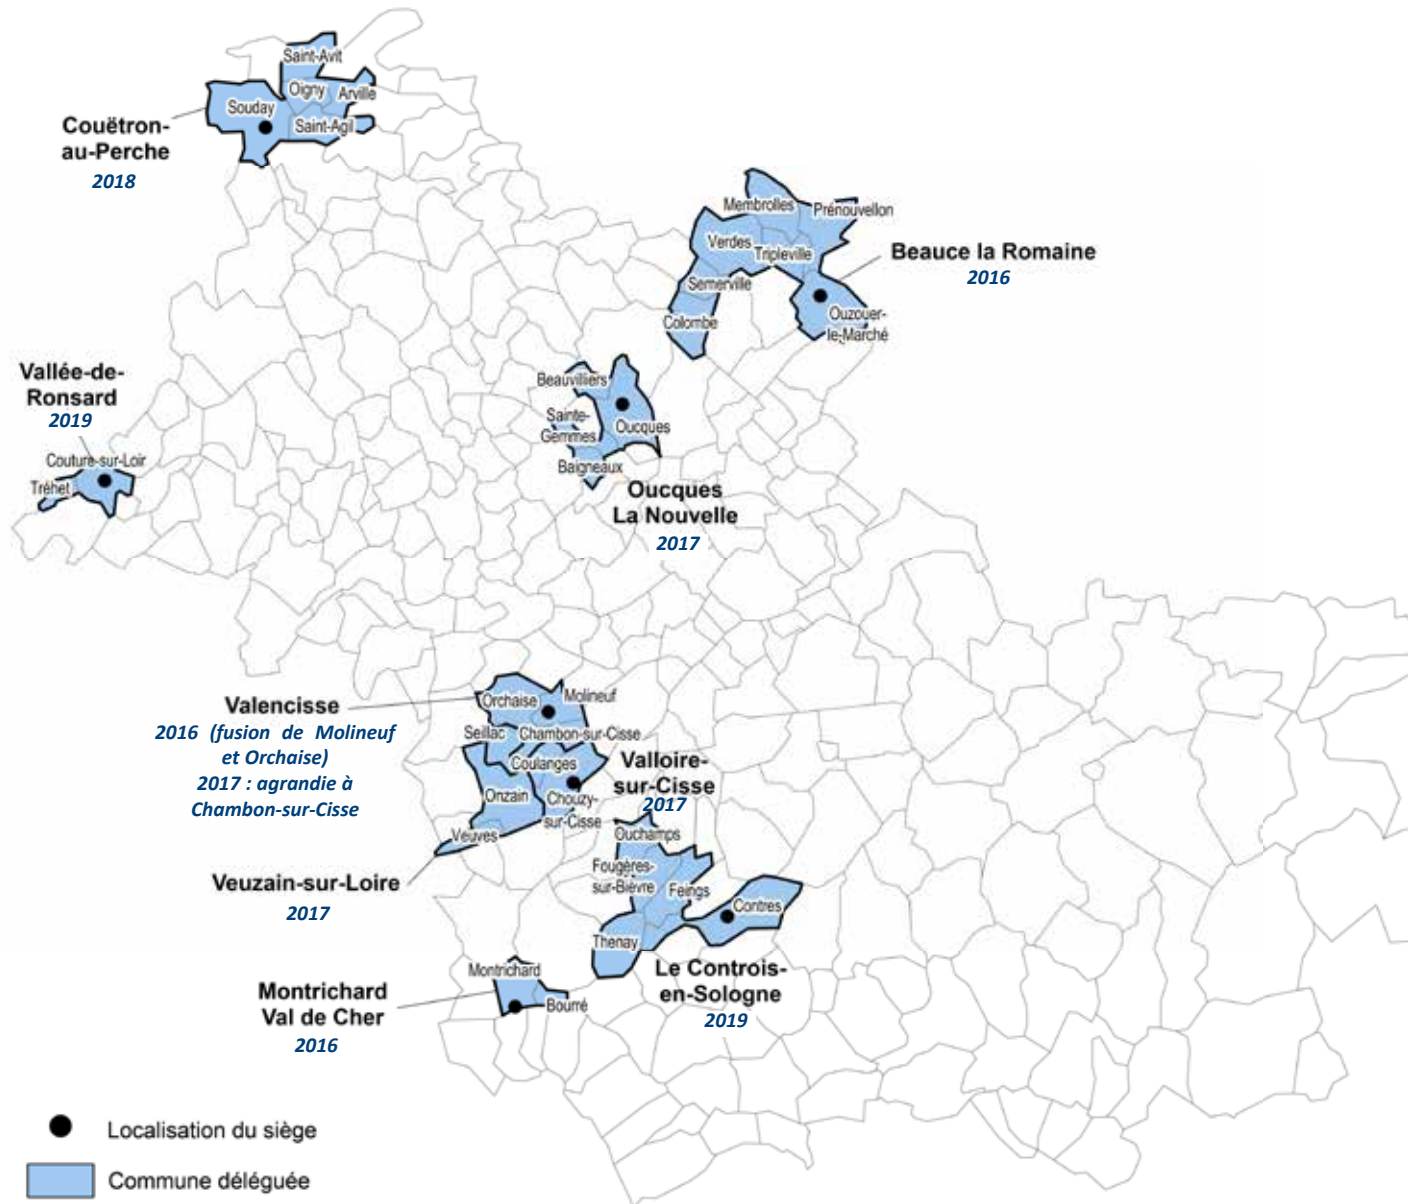 Saint-Avit
Oigny
Arville
Souday
Saint-Agil
Couëtron-
au-Perche
2018
Membrolles
Prénouvellon
Verdes
Tripleville
Beauce la Romaine
2016
Semerville
Colombe
Ouzouer-
le-Marché
Vallée-de-
Ronsard
2019
Couture-sur-Loir
Tréhet
Beauvilliers
Sainte-
Gemmes
Oucques
Baigneaux
Oucques
La Nouvelle
2017
Valencisse
2016 (fusion de Molineuf
et Orchaise)
2017 : agrandie à
Chambon-sur-Cisse
Orchaise
Molineuf
Seillac
Chambon-sur-Cisse
Coulanges
Valloire-
sur-Cisse
2017
Onzain
Chouzy-
sur-Cisse
Veuves
Veuzain-sur-Loire
2017
Ouchamps
Fougères-
sur-Bièvre
Feings
Contres
Thenay
Le Controis-
en-Sologne
2019
Montrichard
Bourré
Montrichard
Val de Cher
2016
Localisation du siège
Commune déléguée